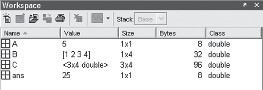 Workspace
Stack: Base
Name Value Size Bytes Class
A 5 1x1 8 double
B [1 2 3 4] 1x4 32 double
C <3x4 double> 3x4 96 double
ans 25 1x1 8 double